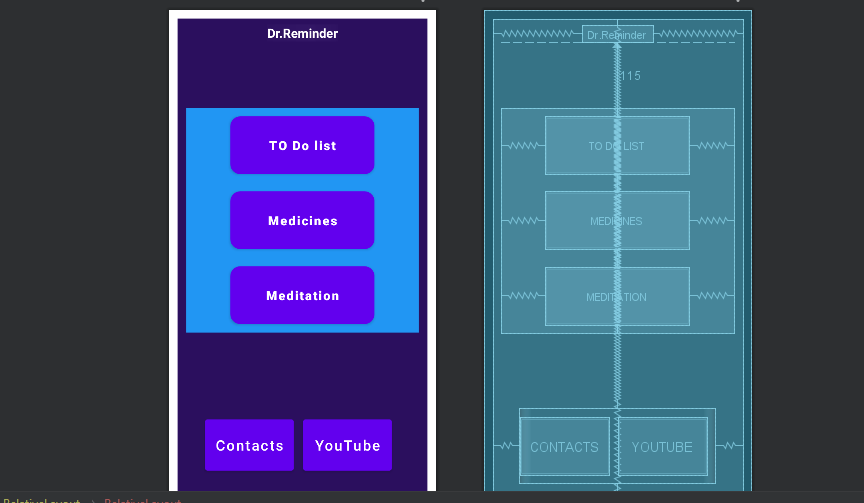 Dr.Reminder
TO Do list
Medicines
Meditation
Contacts
YouTube
Dr.Reminder
115
TO DO LIST
MEDICINES
MEDITATION
CONTACTS
YOUTUBE